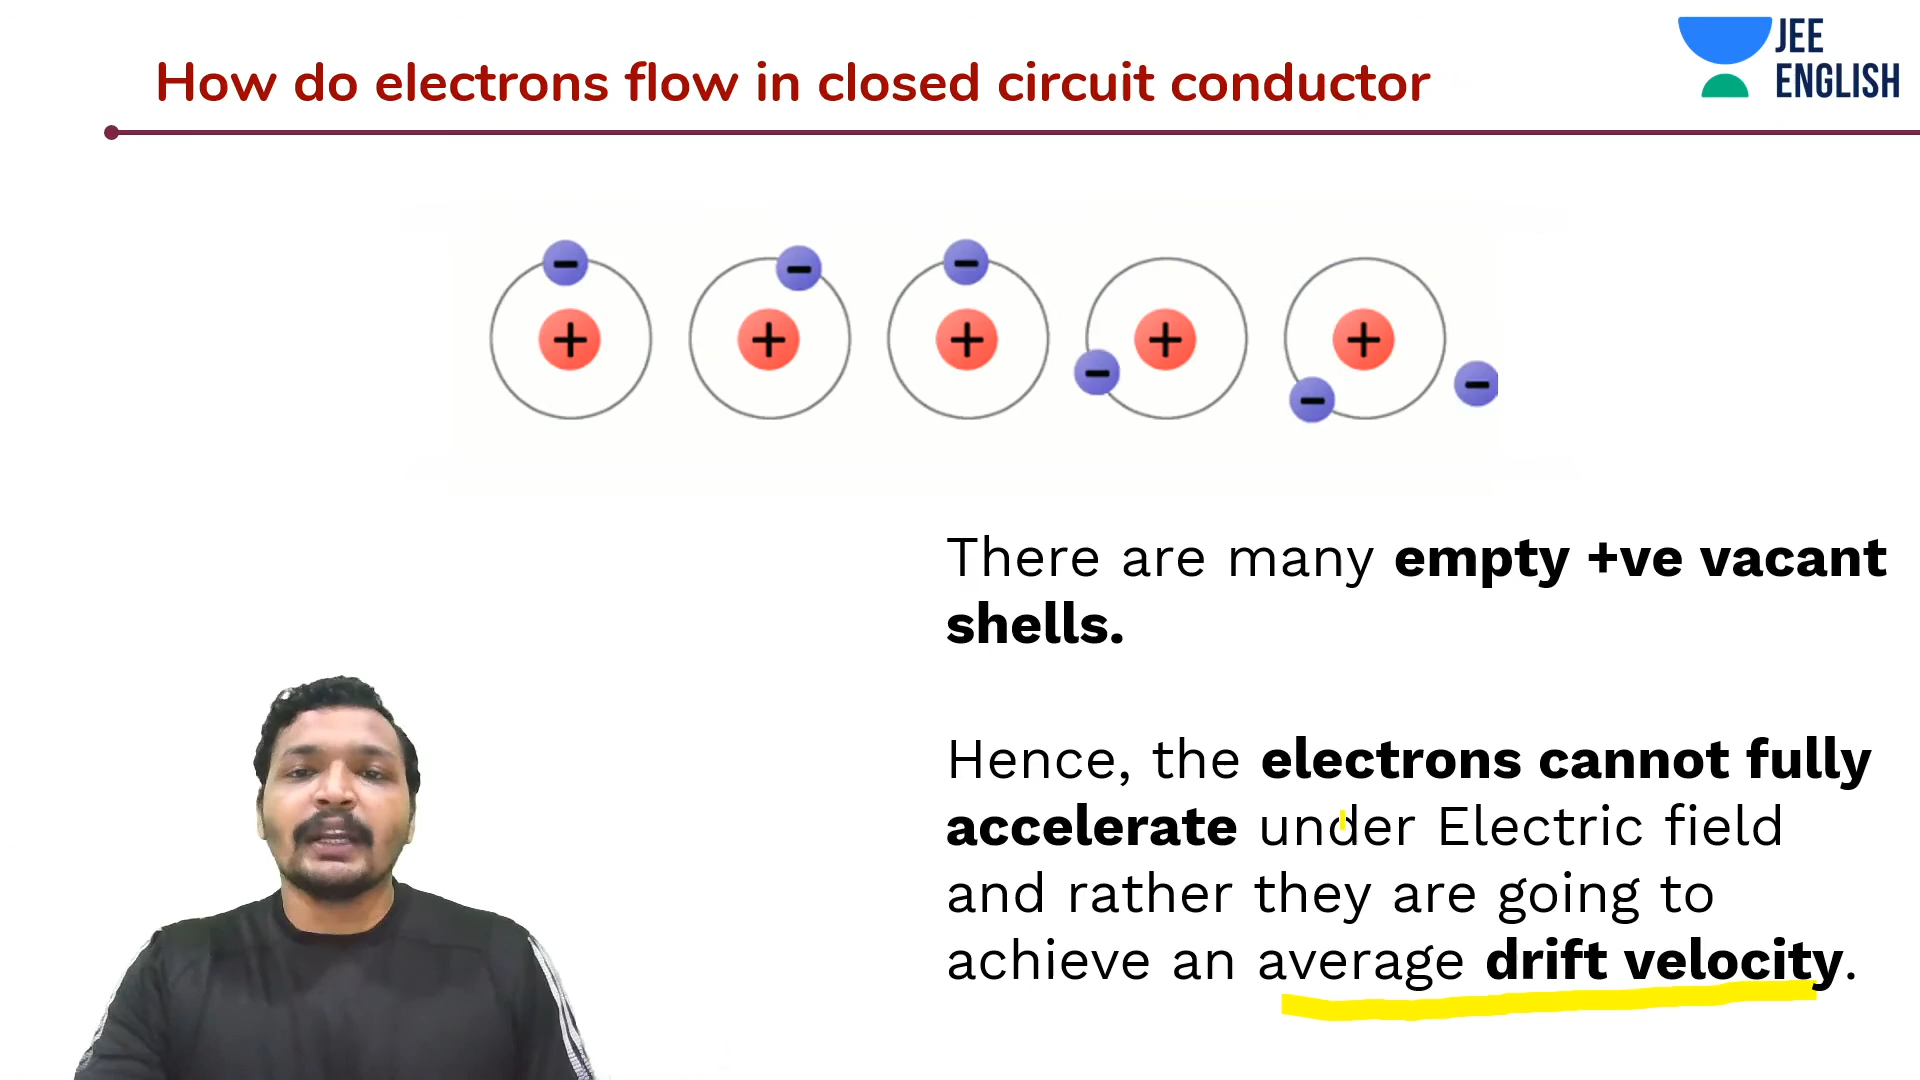 How do electrons flow in closed circuit conductor
JEE
ENGLISH
- - - - - -
+ + + + +
There are many empty +ve vacant
shells.
Hence, the electrons cannot fully
accelerate under Electric field
and rather they are going to
achieve an average drift velocity.